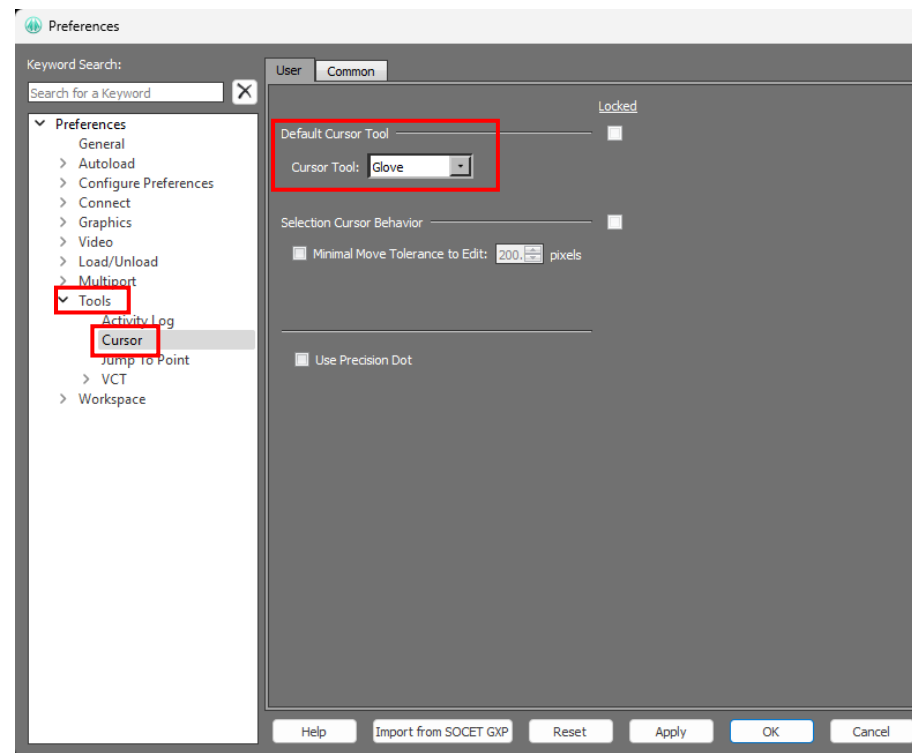 Preferences
Keyword Search:
Search for a Keyword
Preferences
General
Autoload
Configure Preferences
Connect
Graphics
Video
Load/Unload
Multiport
Tools
Activity Log
Cursor
Jump To Point
VCT
Workspace
User Common
Locked
Default Cursor Tool
Cursor Tool: Glove
Selection Cursor Behavior
Minimal Move Tolerance to Edit: 200. pixels
Use Precision Dot
Help Import from SOCET GXP Reset Apply OK Cancel